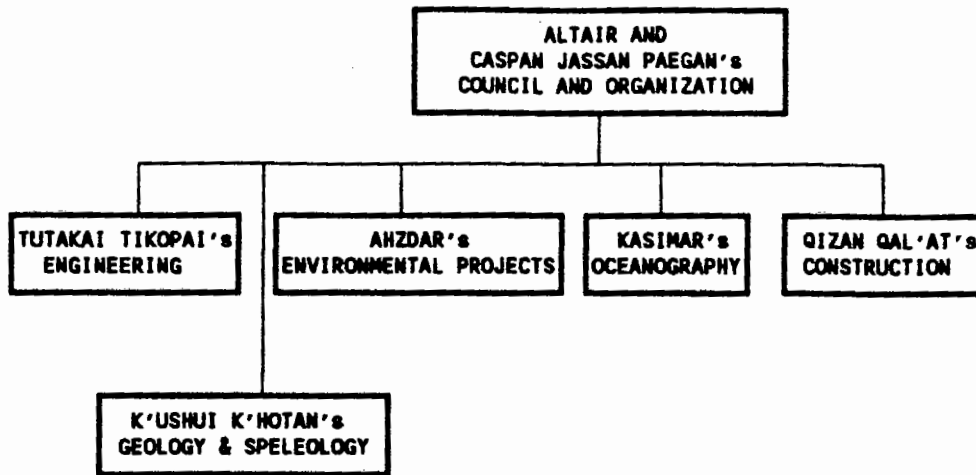 ALTAIR AND
CASPAN JASSAN PAEGAN's
COUNCIL AND ORGANIZATION
TUTAKAI TIKOPAI's
ENGINEERING
AHZDAR's
ENVIRONMENTAL PROJECTS
KASIMAR's
OCEANOGRAPHY
QIZAN QAL'AT's
CONSTRUCTION
K'USHUI K'HOTAN's
GEOLOGY & SPELEOLOGY